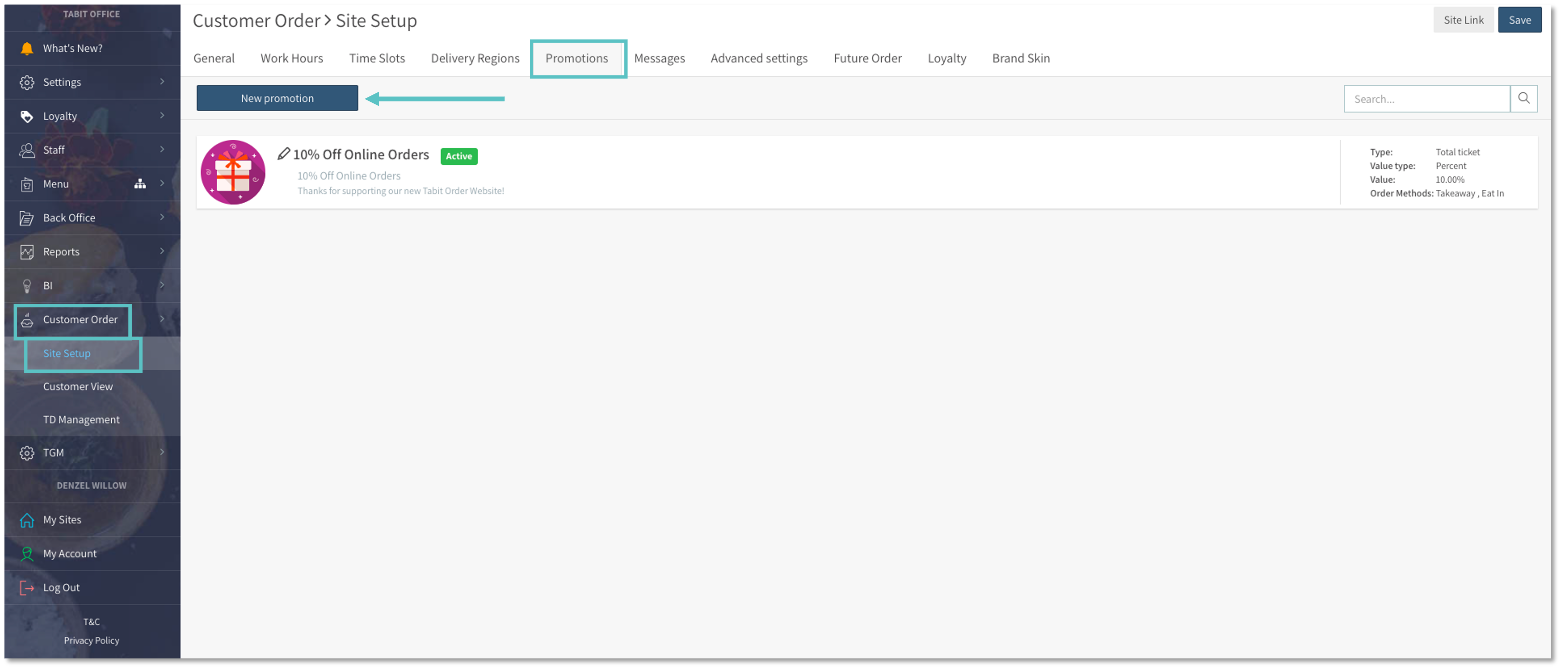 TABIT OFFICE
What's New?
Settings
Loyalty
Staff
Menu
Back Office
Reports
BI
Customer Order
Site Setup
Customer View
TD Management
TGM
DENZEL WILLOW
My Sites
My Account
Log Out
T&C
Privacy Policy
Customer Order > Site Setup
Site Link
Save
General
Work Hours
Time Slots
Delivery Regions
Promotions
Messages
Advanced settings
Future Order
Loyalty
Brand Skin
New promotion
Search...
10% Off Online Orders Active
10% Off Online Orders
Thanks for supporting our new Tabit Order Website!
Type: Total ticket
Value type: Percent
Value: 10.00%
Order Methods: Takeaway , Eat In